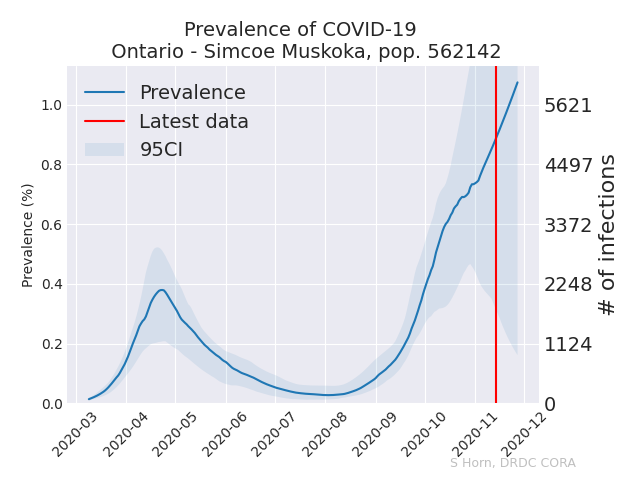 Prevalence of COVID-19
Ontario - Simcoe Muskoka, pop. 562142
Prevalence
Latest data
95CI
Prevalence (%)
1.0
0.8
0.6
0.4
0.2
0.0
5621
4497
3372
2248
1124
0
# of infections
2020-03
2020-04
2020-05
2020-06
2020-07
2020-08
2020-09
2020-10
2020-11
2020-12
S Horn, DRDC CORA